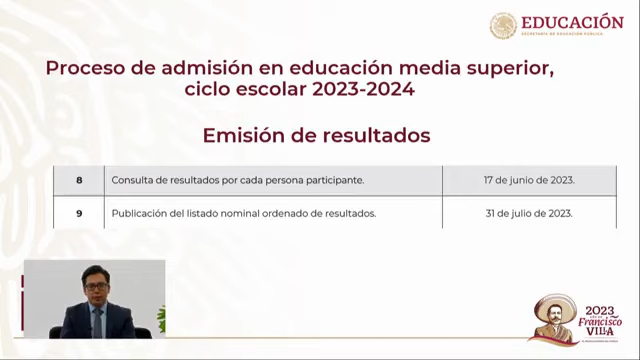 EDUCACIÓN
SECRETARÍA DE EDUCACIÓN PÚBLICA
Proceso de admisión en educación media superior,
ciclo escolar 2023-2024
Emisión de resultados
8 Consulta de resultados por cada persona participante. 17 de junio de 2023.
9 Publicación del listado nominal ordenado de resultados. 31 de julio de 2023.
2023
Francisco
VILLA